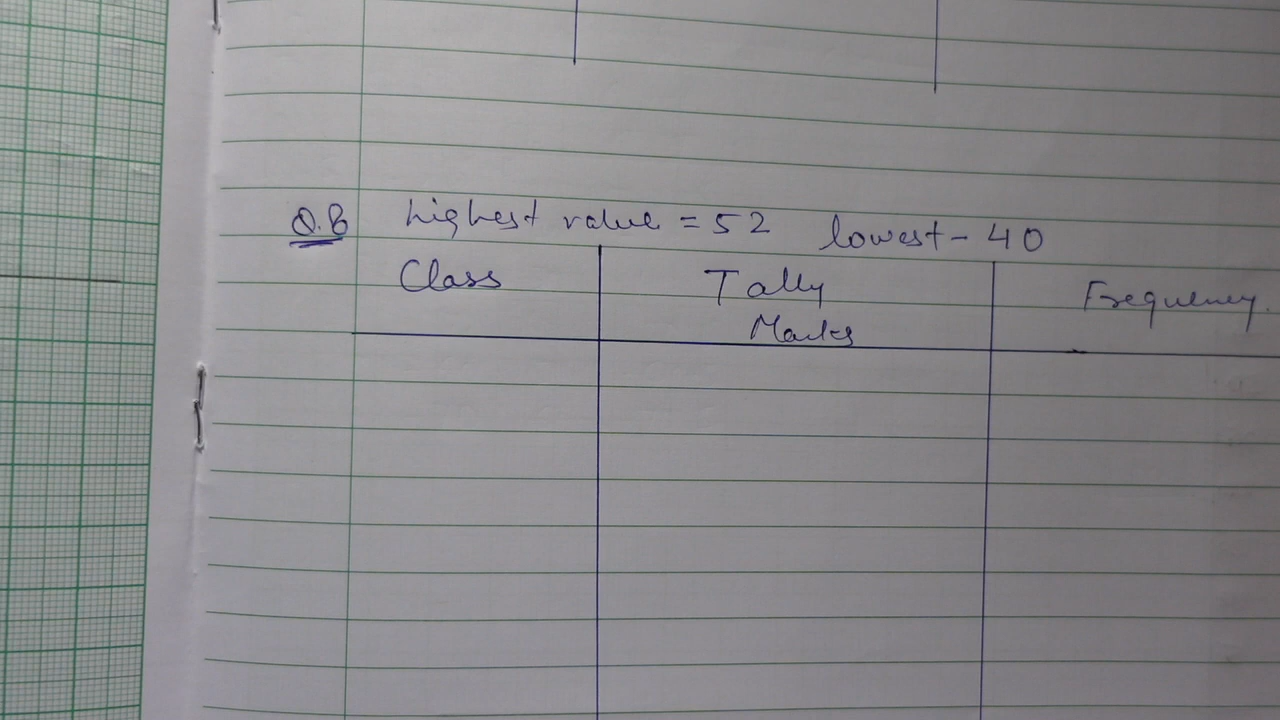 Q.8 highest value = 52 lowest - 40
Class Tally Frequency.
Marks